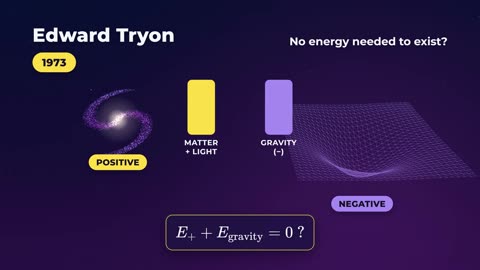 Edward Tryon
No energy needed to exist?
1973
MATTER
+ LIGHT
GRAVITY
(−)
POSITIVE
NEGATIVE
E₊ + E_gravity = 0 ?